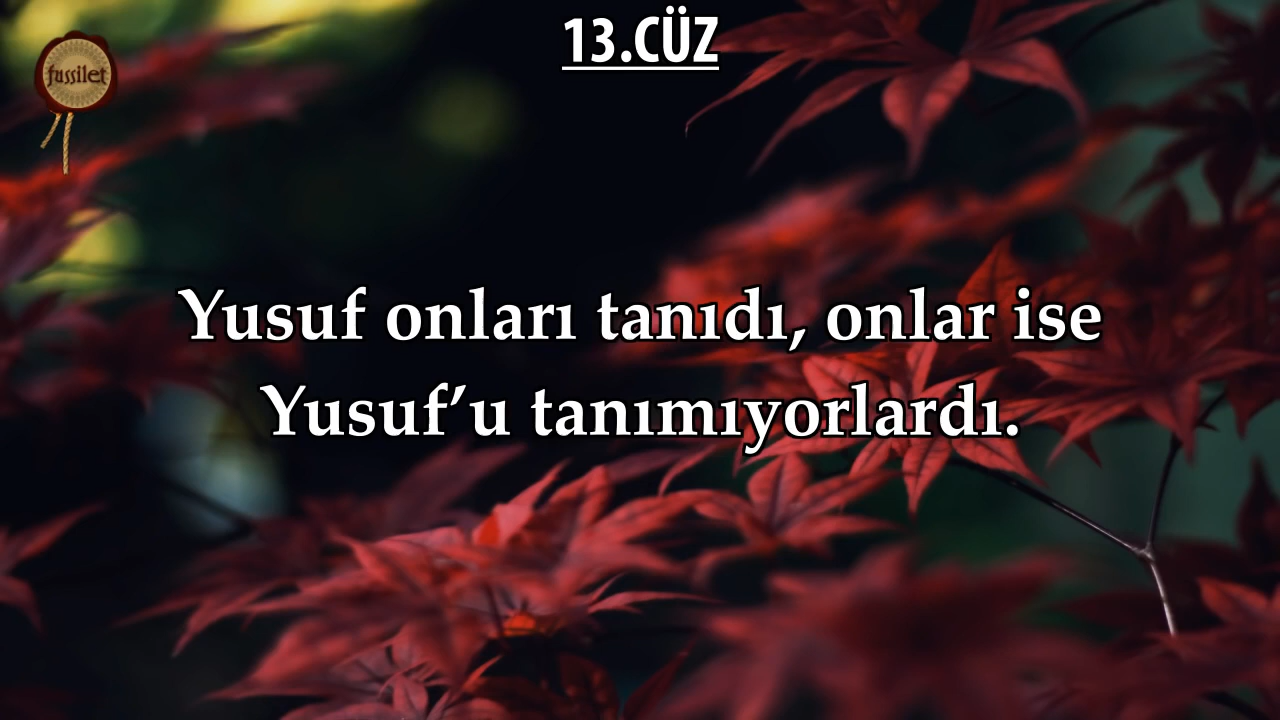 13.CÜZ
fussilet
Yusuf onları tanıdı, onlar ise
Yusuf’u tanımıyorlardı.